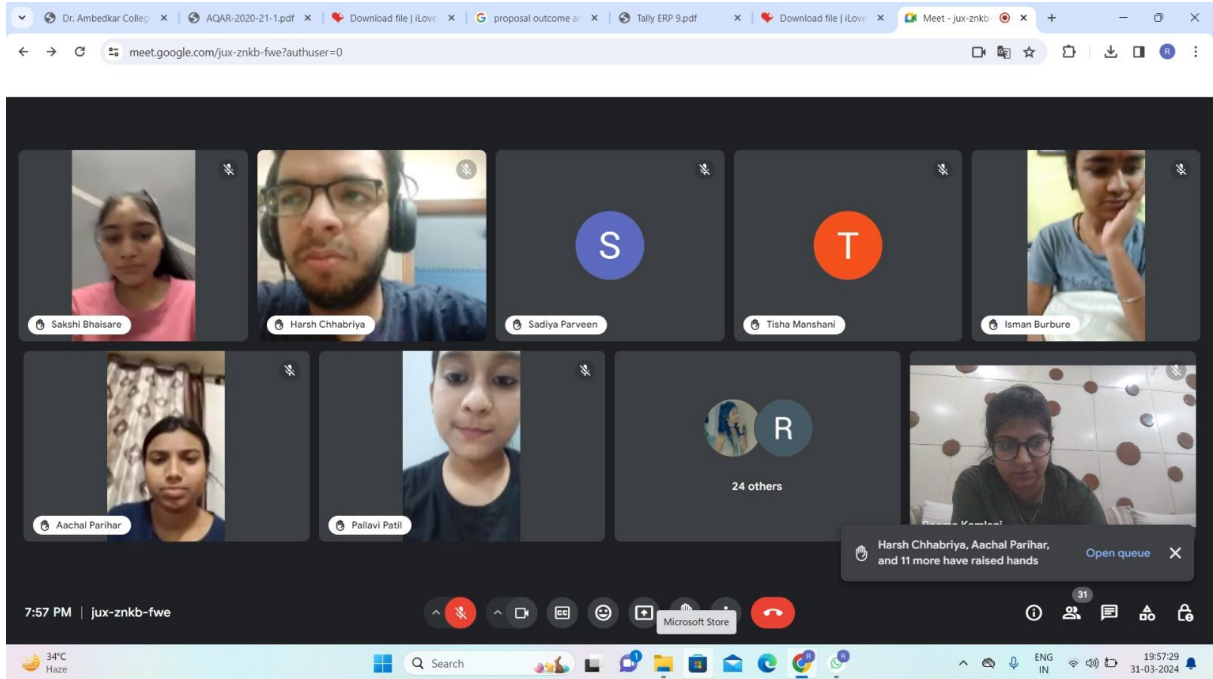 Dr. Ambedkar Colleg
AQAR-2020-21-1.pdf
Download file | iLove
proposal outcome a
Tally ERP 9.pdf
Download file | iLove
Meet - jux-znkb-
meet.google.com/jux-znkb-fwe?authuser=0
R
S
T
Sakshi Bhaisare
Harsh Chhabriya
Sadiya Parveen
Tisha Manshani
Isman Burbure
R
24 others
Aachal Parihar
Pallavi Patil
Harsh Chhabriya, Aachal Parihar,
and 11 more have raised hands
Open queue
7:57 PM | jux-znkb-fwe
Microsoft Store
31
34°C
Haze
Search
ENG
IN
19:57:29
31-03-2024